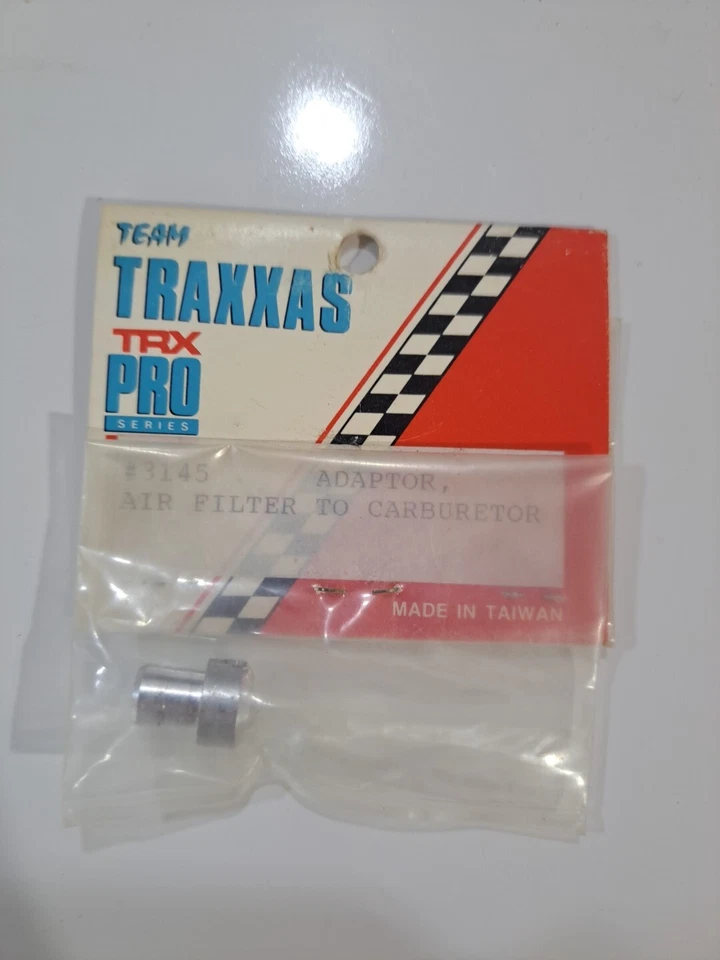 TEAM
TRAXXAS
TRX
PRO
SERIES
#3145 ADAPTOR,
AIR FILTER TO CARBURETOR
MADE IN TAIWAN